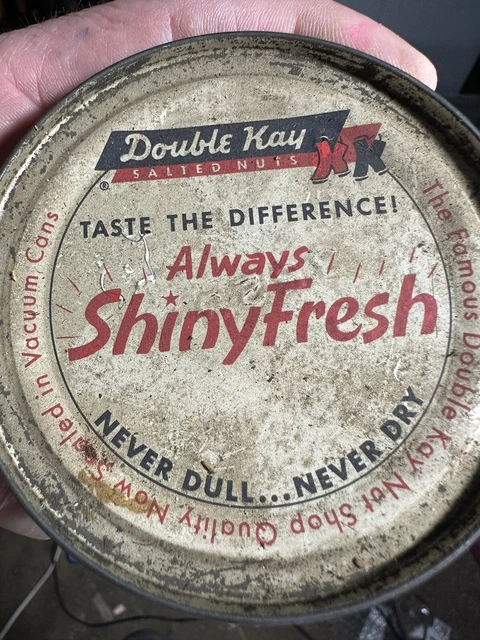 Double Kay
SALTED NUTS
KK
®
TASTE THE DIFFERENCE!
Always
ShinyFresh
NEVER DULL...NEVER DRY
The Famous Double Kay Nut Shop Quality Now Sealed in Vacuum Cans